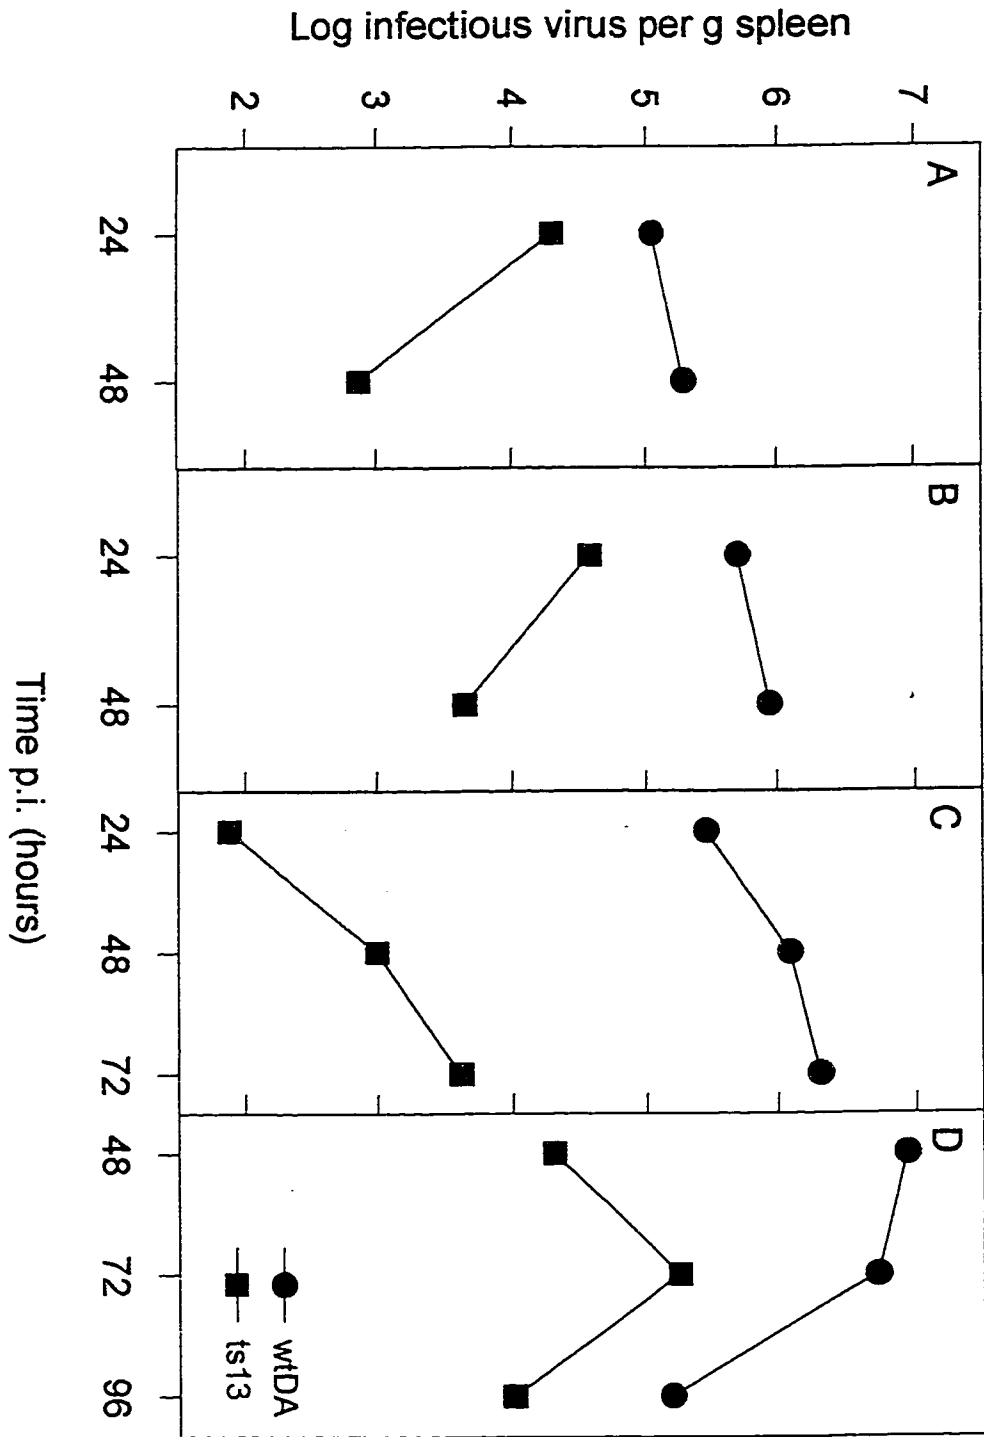 Log infectious virus per g spleen
2 3 4 5 6 7
A
24 48
B
24 48
C
24 48 72
D
48 72 96
wtDA
ts13
Time p.i. (hours)